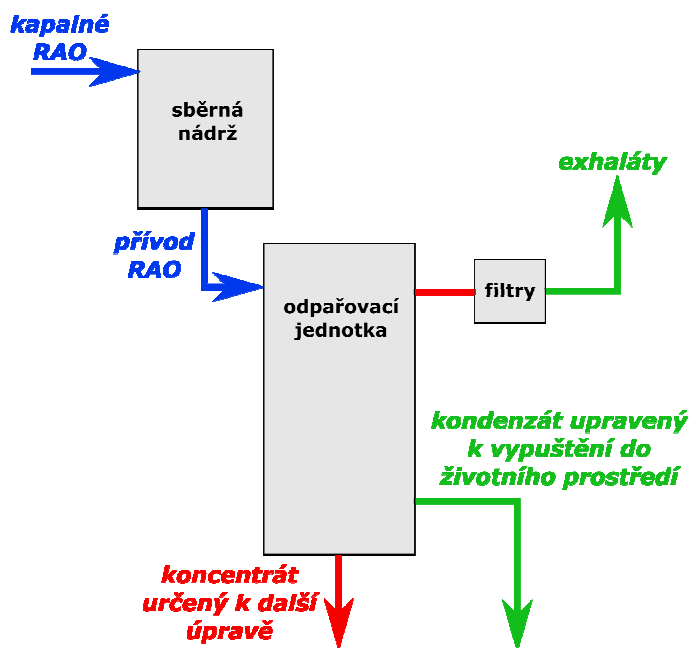 kapalné
RAO
sběrná
nádrž
exhaláty
přívod
RAO
odpařovací
jednotka
filtry
kondenzát upravený
k vypuštění do
životního prostředí
koncentrát
určený k další
úpravě